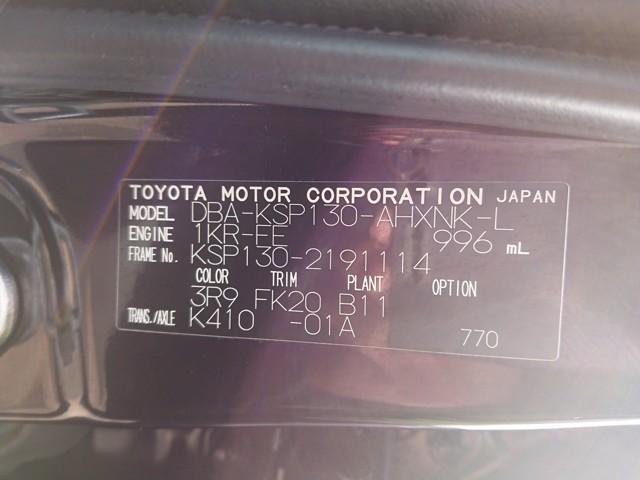 TOYOTA MOTOR CORPORATION JAPAN
MODEL DBA-KSP130-AHXNK-L
ENGINE 1KR-FE 996 mL
FRAME No. KSP130-2191114
COLOR TRIM PLANT OPTION
3R9 FK20 B11
TRANS./AXLE K410 -01A 770